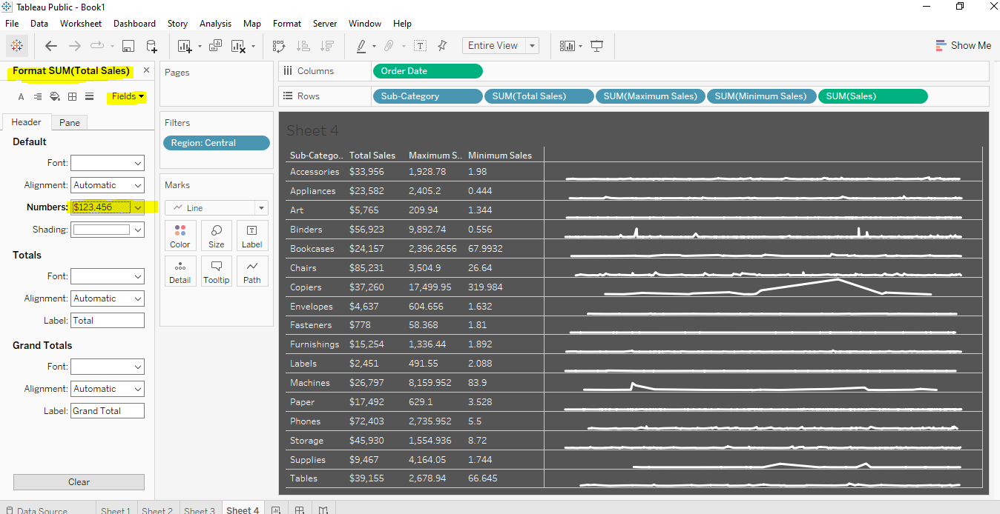 Tableau Public - Book1
File Data Worksheet Dashboard Story Analysis Map Format Server Window Help
Entire View
Show Me
Format SUM(Total Sales)
Fields
Header Pane
Default
Font:
Alignment: Automatic
Numbers: $123,456
Shading:
Totals
Font:
Alignment: Automatic
Label: Total
Grand Totals
Font:
Alignment: Automatic
Label: Grand Total
Clear
Pages
Filters
Region: Central
Marks
Line
Color Size Label
Detail Tooltip Path
Columns Order Date
Rows Sub-Category SUM(Total Sales) SUM(Maximum Sales) SUM(Minimum Sales) SUM(Sales)
Sheet 4
Sub-Catego.. Total Sales Maximum S.. Minimum Sales
Accessories $33,956 1,928.78 1.98
Appliances $23,582 2,405.2 0.444
Art $5,765 209.94 1.344
Binders $56,923 9,892.74 0.556
Bookcases $24,157 2,396.2656 67.9932
Chairs $85,231 3,504.9 26.64
Copiers $37,260 17,499.95 319.984
Envelopes $4,637 604.656 1.632
Fasteners $778 58.368 1.81
Furnishings $15,254 1,336.44 1.892
Labels $2,451 491.55 2.088
Machines $26,797 8,159.952 83.9
Paper $17,492 629.1 3.528
Phones $72,403 2,735.952 5.5
Storage $45,930 1,554.936 8.72
Supplies $9,467 4,164.05 1.744
Tables $39,155 2,678.94 66.645
Data Source Sheet 1 Sheet 2 Sheet 3 Sheet 4